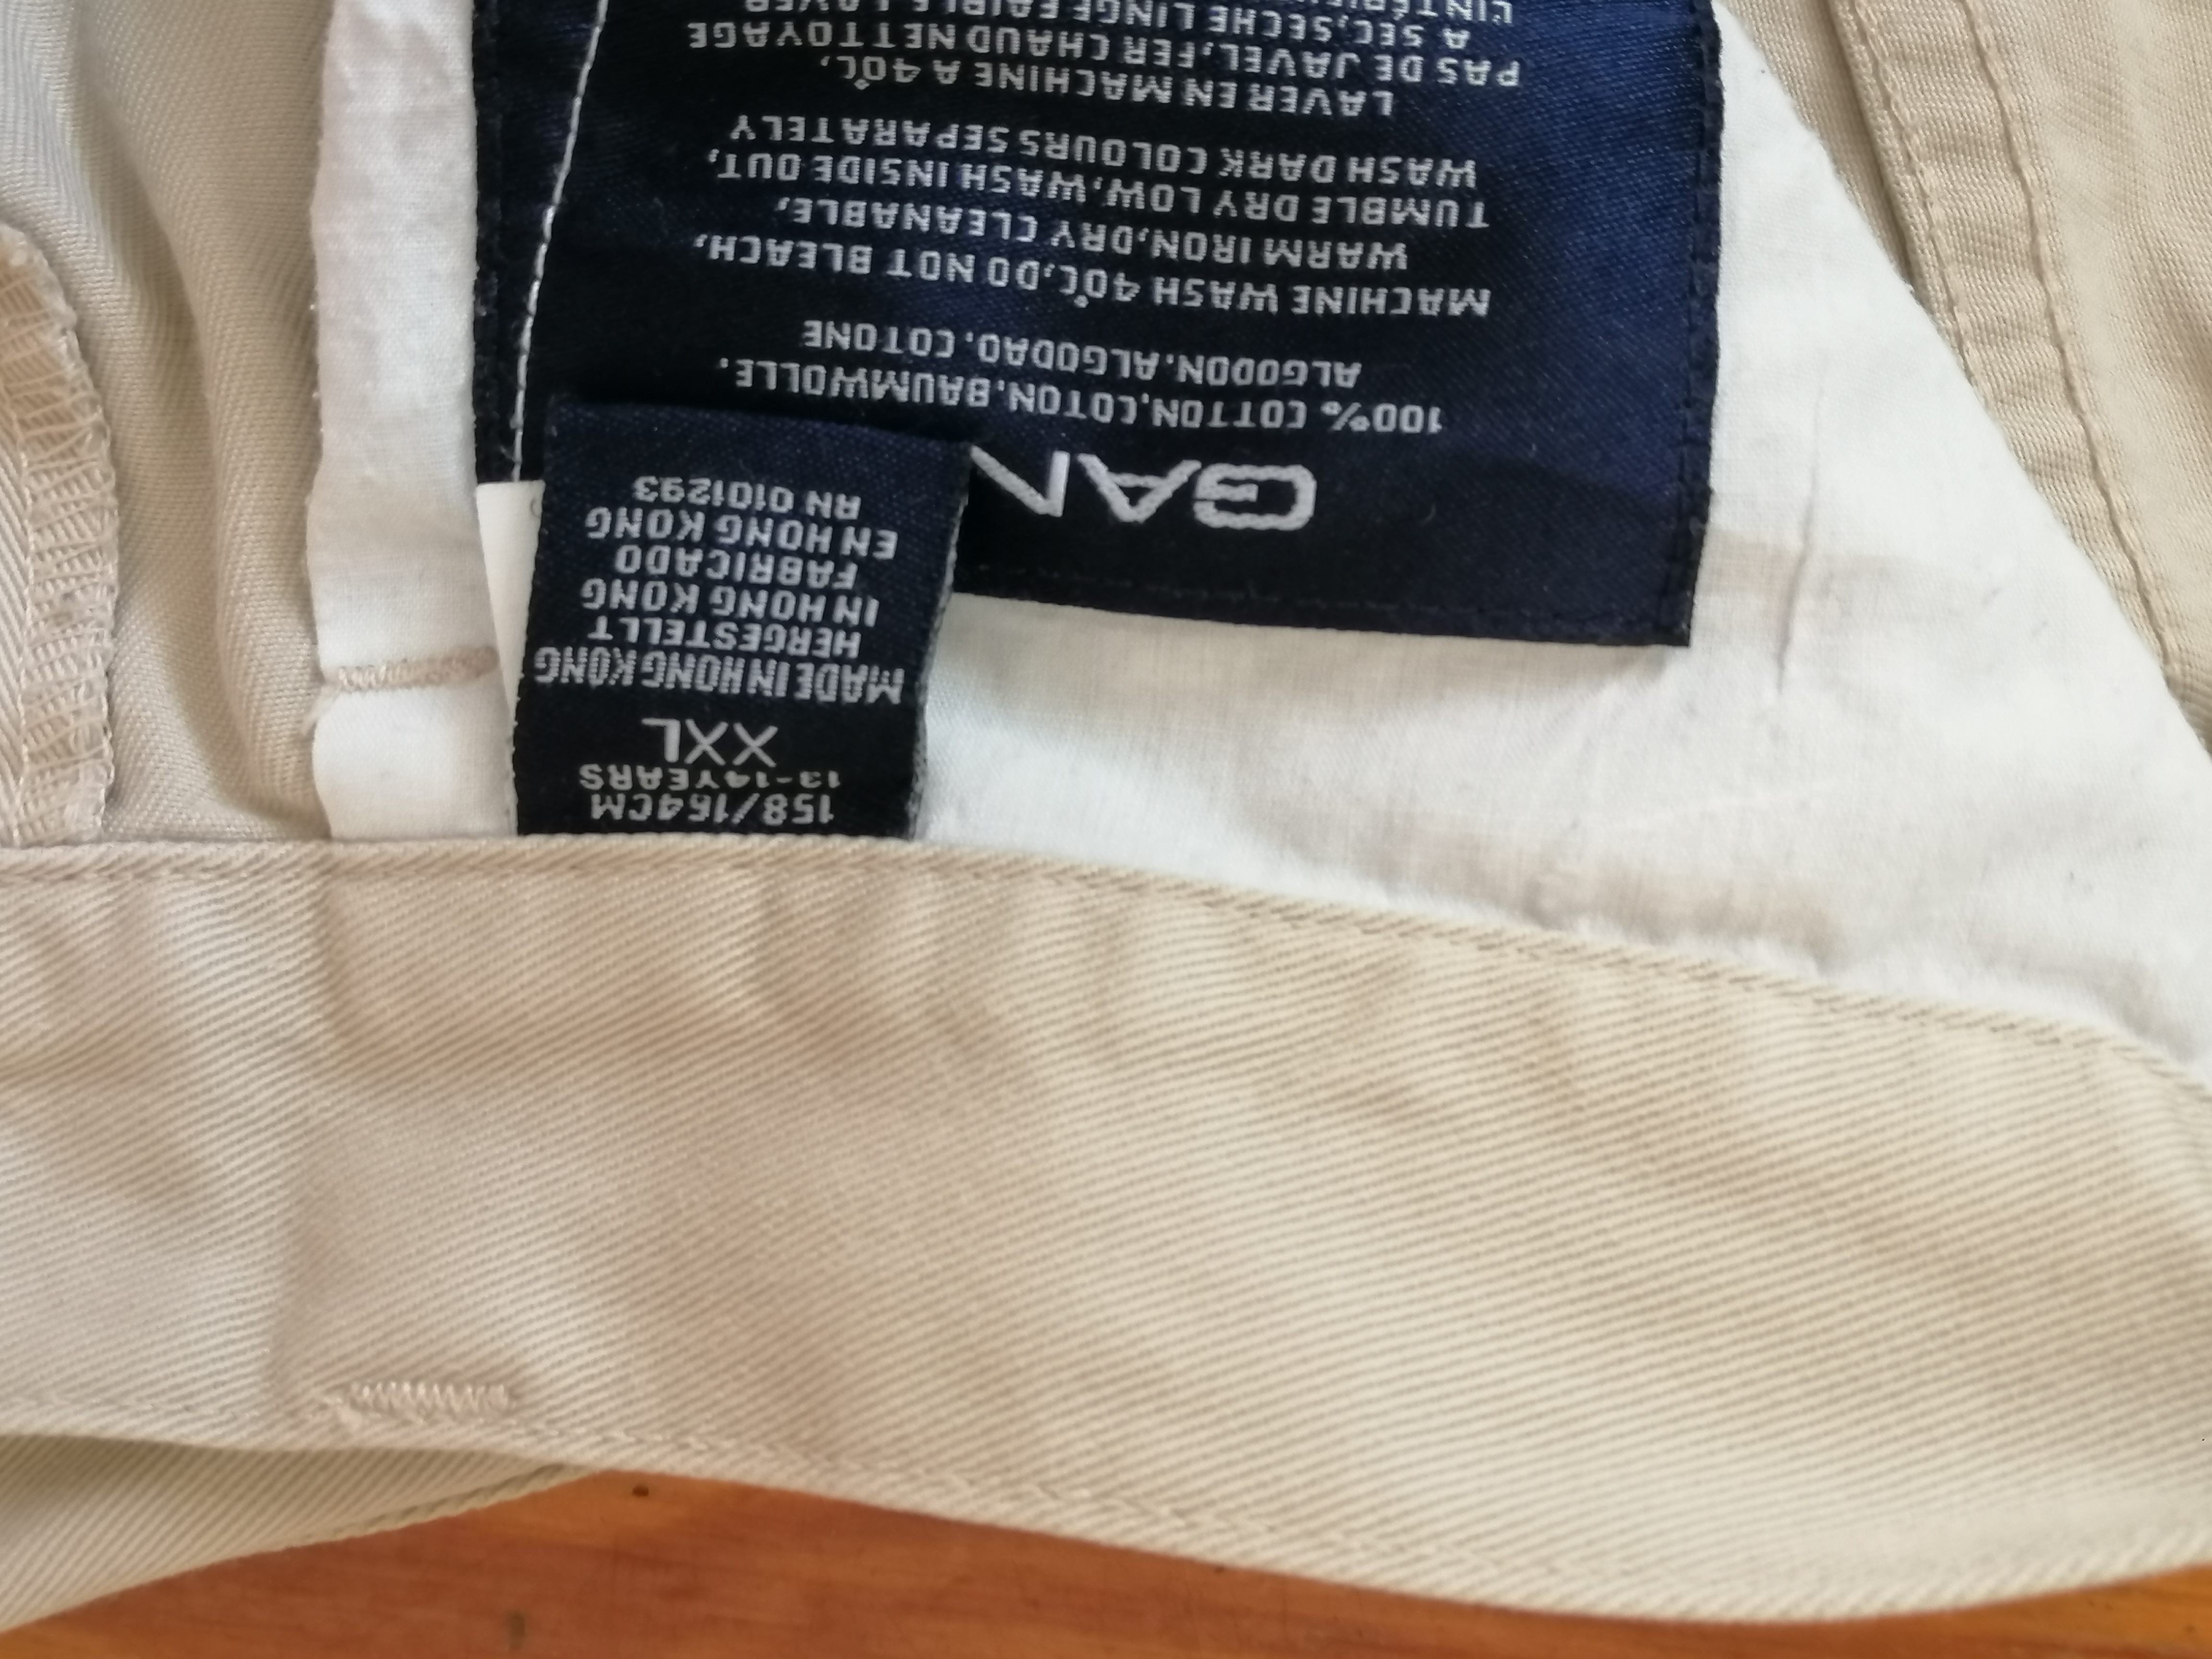 158/164CM
13-14YEARS
XXL
MADE IN HONG KONG
HERGESTELLT
IN HONG KONG
FABRICADO
EN HONG KONG
RN 0101293
GAN
100% COTTON.COTON.BAUMWOLLE.
ALGODON.ALGODAO.COTONE
MACHINE WASH 40°C,DO NOT BLEACH,
WARM IRON,DRY CLEANABLE,
TUMBLE DRY LOW,WASH INSIDE OUT,
WASH DARK COLOURS SEPARATELY
LAVER EN MACHINE A 40°C,
PAS DE JAVEL,FER CHAUD NETTOYAGE
A SEC,SECHE LINGE FAIBLE LAVER